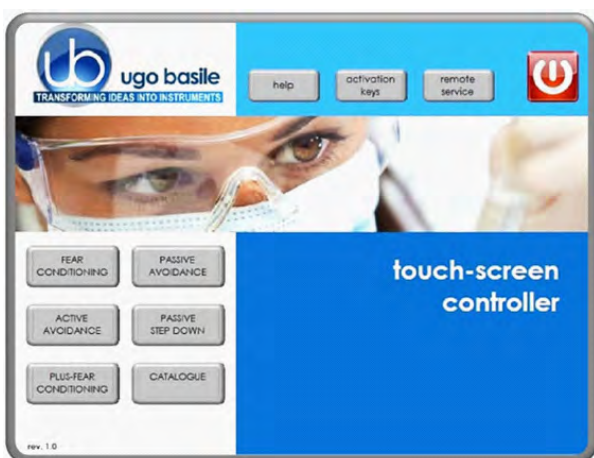 ub
ugo basile
TRANSFORMING IDEAS INTO INSTRUMENTS
help
activation
keys
remote
service
FEAR
CONDITIONING
PASSIVE
AVOIDANCE
touch-screen
controller
ACTIVE
AVOIDANCE
PASSIVE
STEP DOWN
PLUS-FEAR
CONDITIONING
CATALOGUE
rev. 1.0